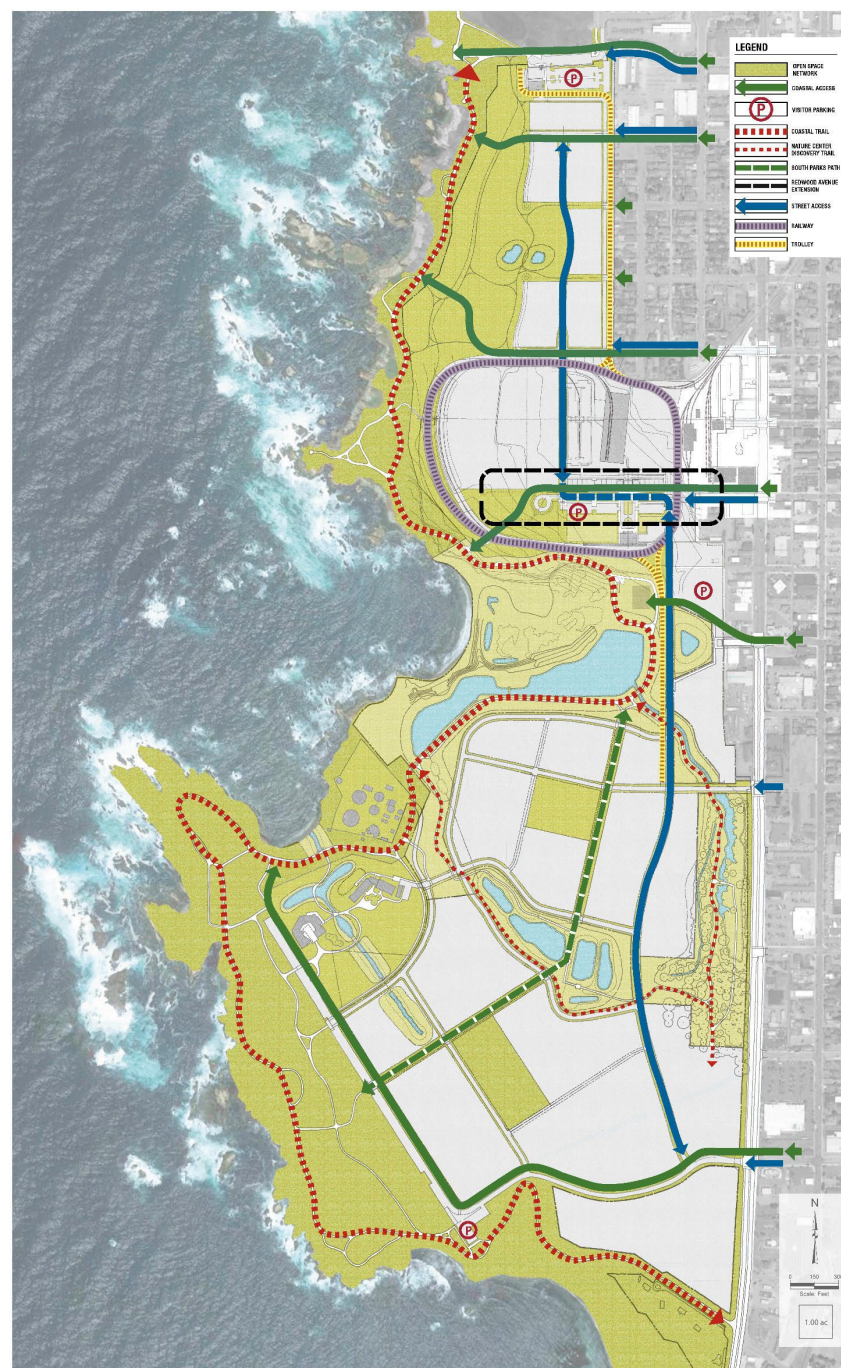 LEGEND
OPEN SPACE
NETWORK
COASTAL ACCESS
P
VISITOR PARKING
COASTAL TRAIL
NATURE CENTER
DISCOVERY TRAIL
SOUTH PARKS PATH
REDWOOD AVENUE
EXTENSION
STREET ACCESS
RAILWAY
TROLLEY
P
P
P
P
N
0 150 300
Scale: Feet
1.00 ac